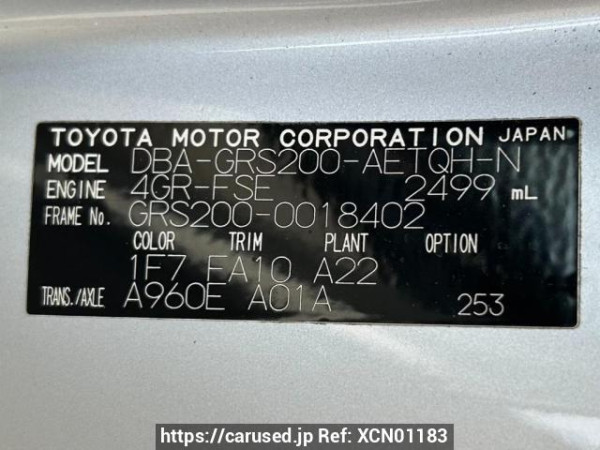 TOYOTA MOTOR CORPORATION JAPAN
MODEL DBA-GRS200-AETQH-N
ENGINE 4GR-FSE 2499 mL
FRAME No. GRS200-0018402
COLOR TRIM PLANT OPTION
1F7 FA10 A22
TRANS./AXLE A960E A01A 253
https://carused.jp Ref: XCN01183